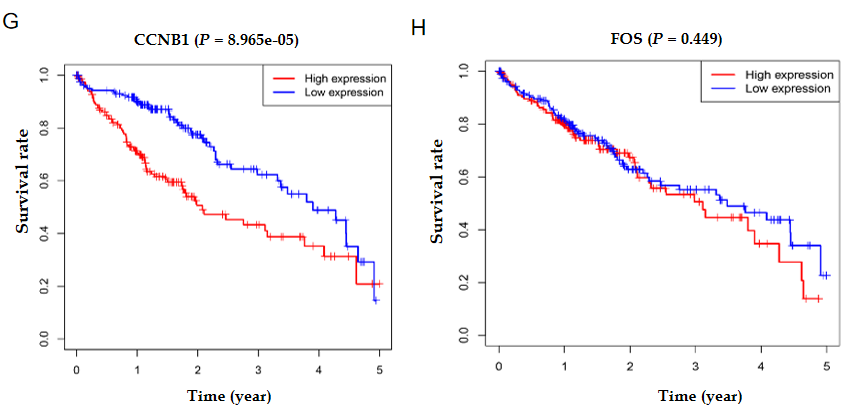 G
CCNB1 (P = 8.965e-05)
High expression
Low expression
Survival rate
0.0
0.2
0.4
0.6
0.8
1.0
0 1 2 3 4 5
Time (year)
H
FOS (P = 0.449)
High expression
Low expression
Survival rate
0.0
0.2
0.4
0.6
0.8
1.0
0 1 2 3 4 5
Time (year)